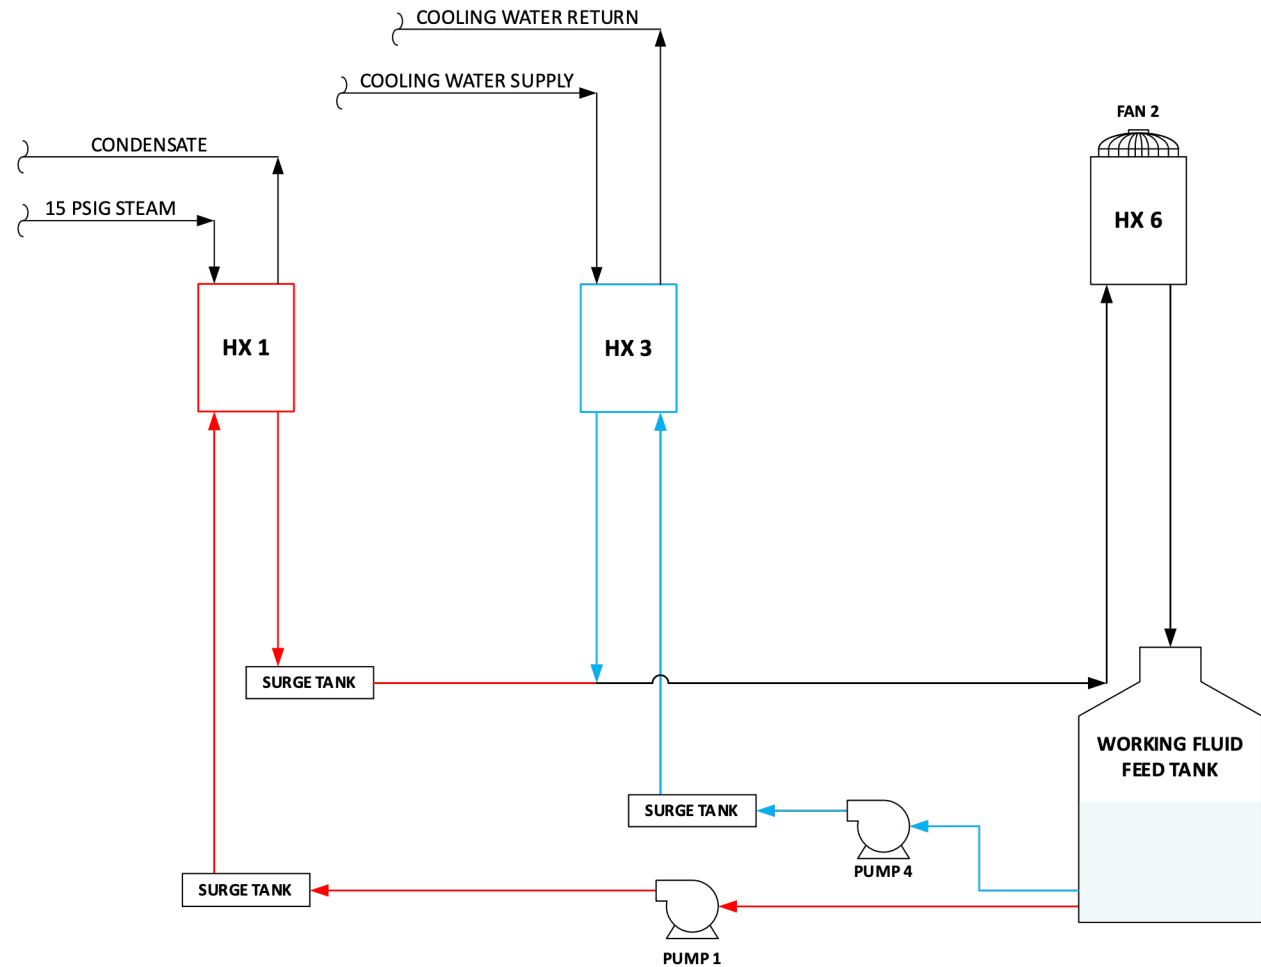 COOLING WATER RETURN
COOLING WATER SUPPLY
FAN 2
CONDENSATE
15 PSIG STEAM
HX 6
HX 1
HX 3
SURGE TANK
WORKING FLUID
FEED TANK
SURGE TANK
PUMP 4
SURGE TANK
PUMP 1